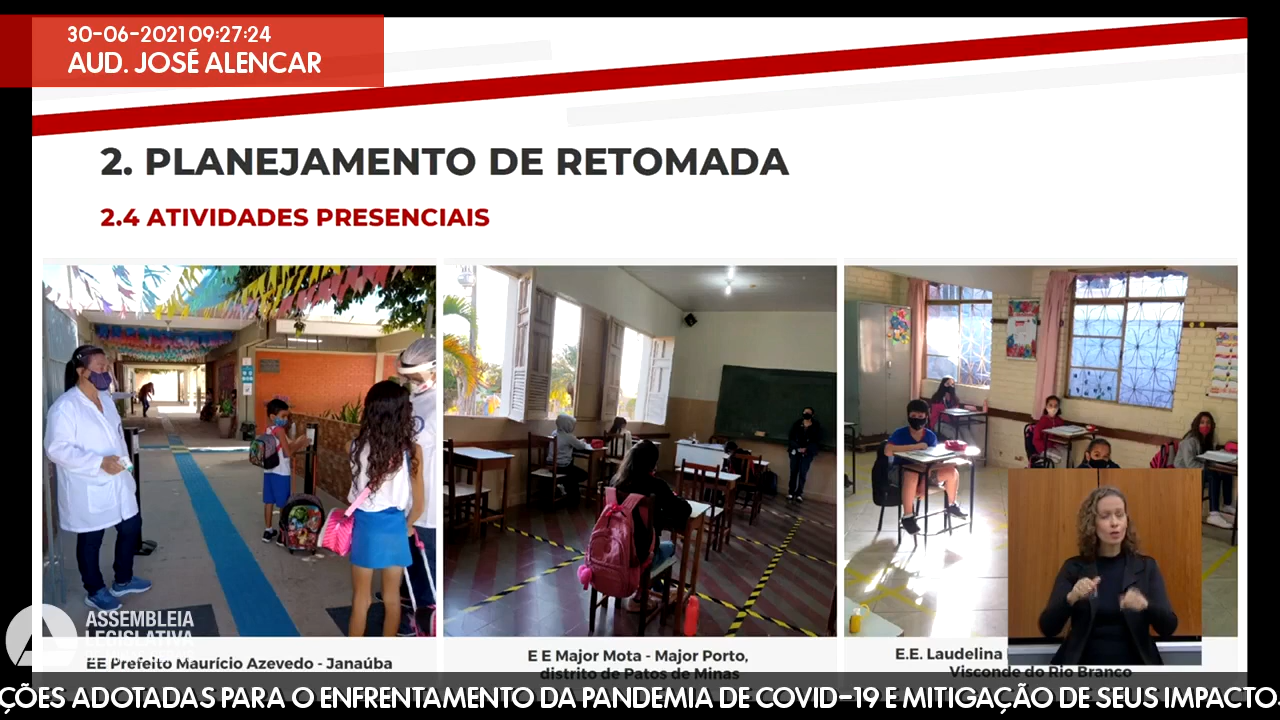 30-06-2021 09:27:24
AUD. JOSÉ ALENCAR
2. PLANEJAMENTO DE RETOMADA
2.4 ATIVIDADES PRESENCIAIS
EE Prefeito Maurício Azevedo - Janaúba
E E Major Mota - Major Porto,
distrito de Patos de Minas
E.E. Laudelina
Visconde do Rio Branco
ASSEMBLEIA
LEGISLATIVA
ÇÕES ADOTADAS PARA O ENFRENTAMENTO DA PANDEMIA DE COVID-19 E MITIGAÇÃO DE SEUS IMPACTO